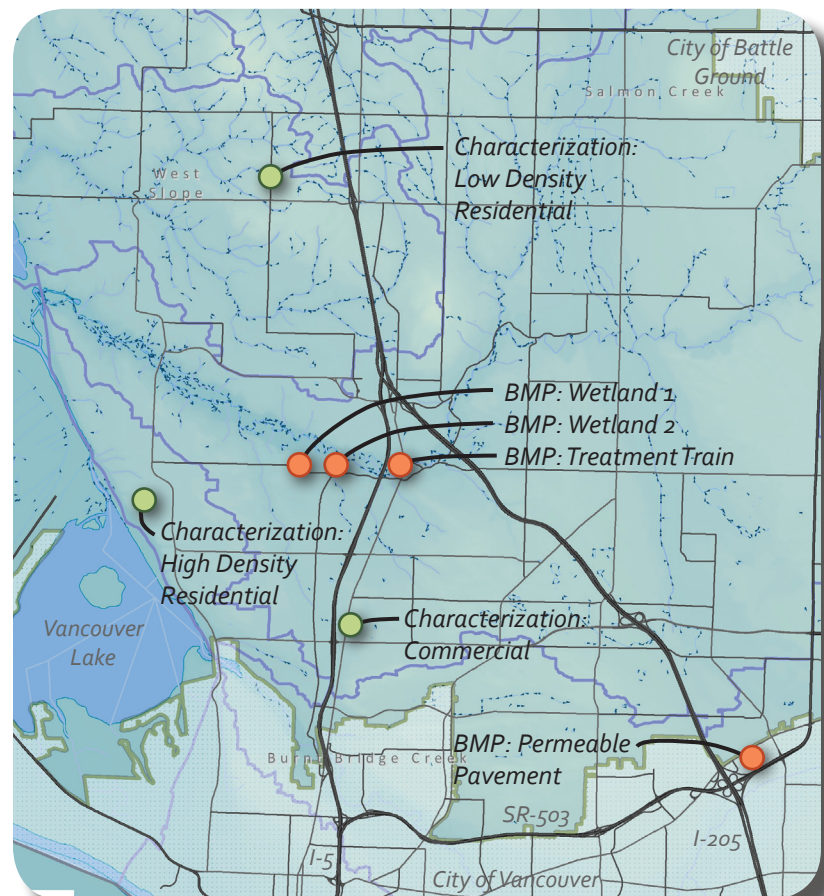 City of Battle
Ground
Salmon Creek
Characterization:
Low Density
Residential
West
Slope
BMP: Wetland 1
BMP: Wetland 2
BMP: Treatment Train
Characterization:
High Density
Residential
Vancouver
Lake
Characterization:
Commercial
BMP: Permeable
Pavement
Burnt Bridge Creek
SR-503
I-205
I-5
City of Vancouver